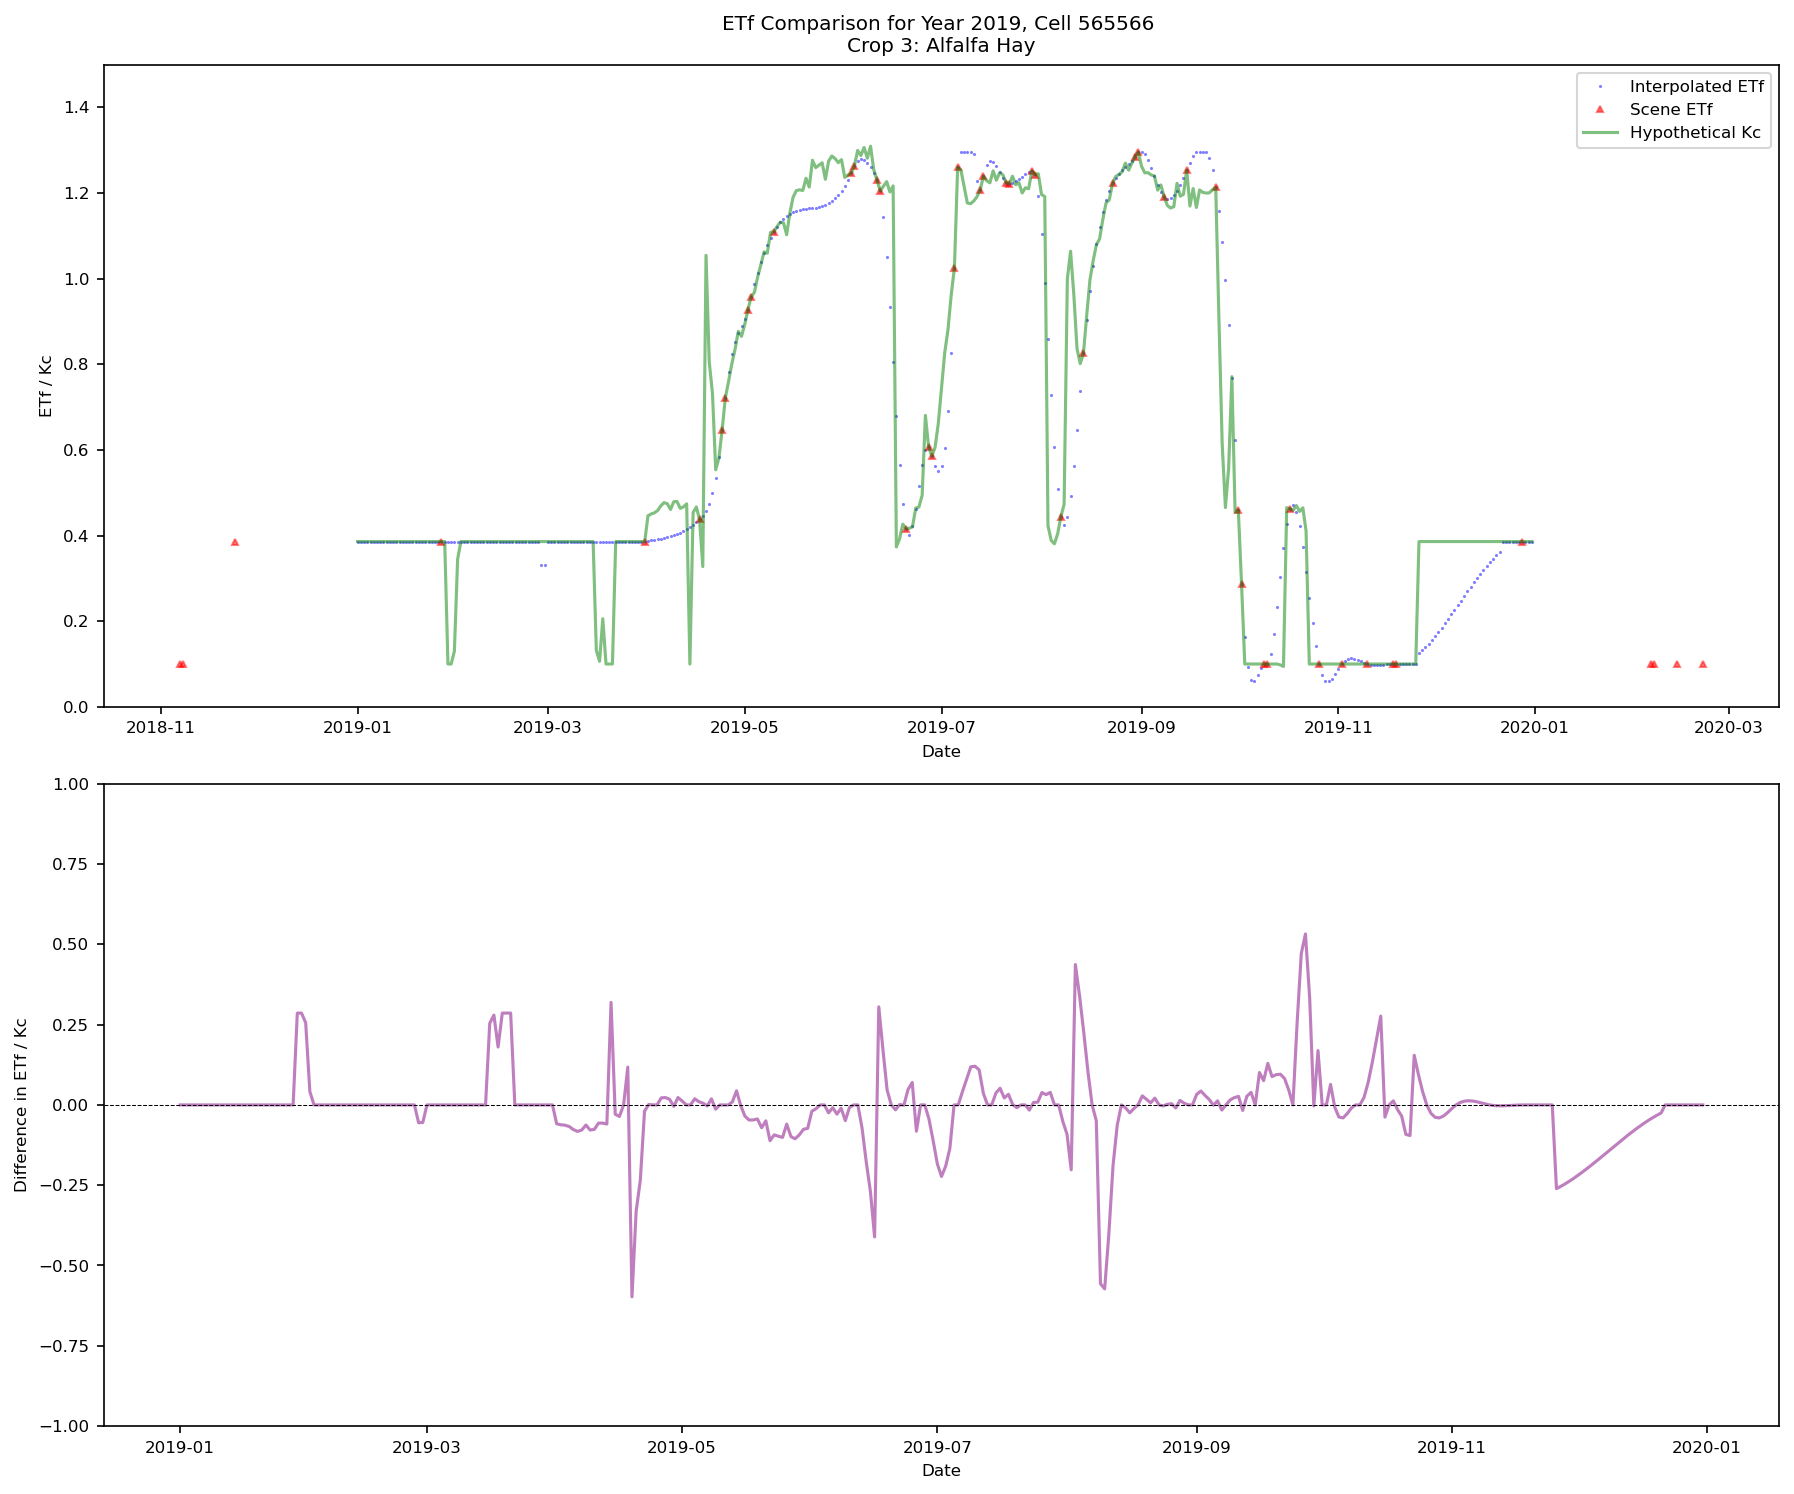 ETf Comparison for Year 2019, Cell 565566
Crop 3: Alfalfa Hay
Interpolated ETf
Scene ETf
Hypothetical Kc
ETf / Kc
1.4
1.2
1.0
0.8
0.6
0.4
0.2
0.0
2018-11 2019-01 2019-03 2019-05 2019-07 2019-09 2019-11 2020-01 2020-03
Date
Difference in ETf / Kc
1.00
0.75
0.50
0.25
0.00
−0.25
−0.50
−0.75
−1.00
2019-01 2019-03 2019-05 2019-07 2019-09 2019-11 2020-01
Date